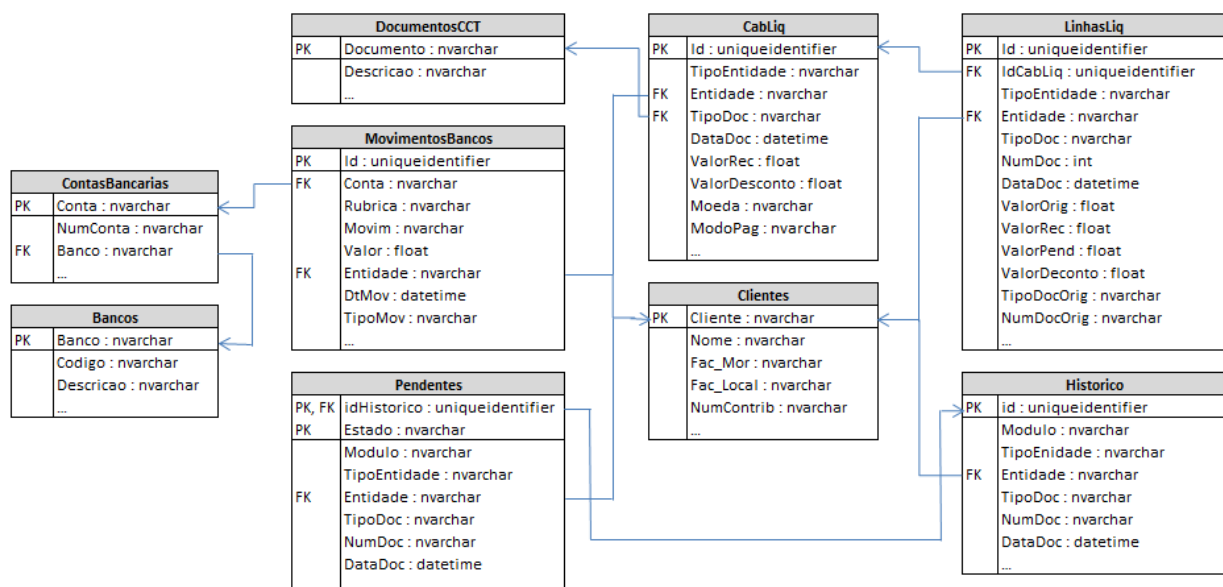 DocumentosCCT
PK Documento : nvarchar
Descricao : nvarchar
...
CabLiq
PK Id : uniqueidentifier
TipoEntidade : nvarchar
FK Entidade : nvarchar
FK TipoDoc : nvarchar
DataDoc : datetime
ValorRec : float
ValorDesconto : float
Moeda : nvarchar
ModoPag : nvarchar
...
LinhasLiq
PK Id : uniqueidentifier
FK IdCabLiq : uniqueidentifier
TipoEntidade : nvarchar
FK Entidade : nvarchar
TipoDoc : nvarchar
NumDoc : int
DataDoc : datetime
ValorOrig : float
ValorRec : float
ValorPend : float
ValorDeconto : float
TipoDocOrig : nvarchar
NumDocOrig : nvarchar
...
MovimentosBancos
PK Id : uniqueidentifier
FK Conta : nvarchar
Rubrica : nvarchar
Movim : nvarchar
Valor : float
FK Entidade : nvarchar
DtMov : datetime
TipoMov : nvarchar
...
ContasBancarias
PK Conta : nvarchar
NumConta : nvarchar
FK Banco : nvarchar
...
Bancos
PK Banco : nvarchar
Codigo : nvarchar
Descricao : nvarchar
...
Clientes
PK Cliente : nvarchar
Nome : nvarchar
Fac_Mor : nvarchar
Fac_Local : nvarchar
NumContrib : nvarchar
...
Pendentes
PK, FK idHistorico : uniqueidentifier
PK Estado : nvarchar
Modulo : nvarchar
TipoEntidade : nvarchar
FK Entidade : nvarchar
TipoDoc : nvarchar
NumDoc : nvarchar
DataDoc : datetime
Historico
PK id : uniqueidentifier
Modulo : nvarchar
TipoEnidade : nvarchar
FK Entidade : nvarchar
TipoDoc : nvarchar
NumDoc : nvarchar
DataDoc : datetime
...